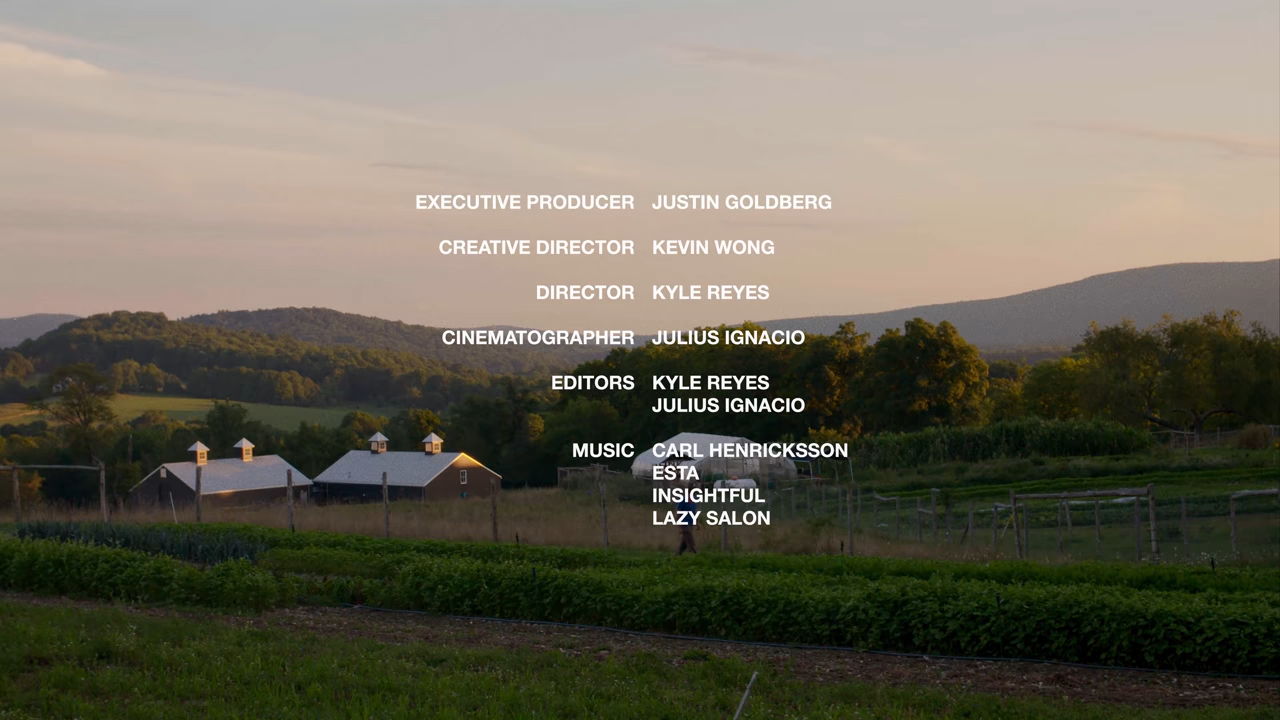 EXECUTIVE PRODUCER JUSTIN GOLDBERG
CREATIVE DIRECTOR KEVIN WONG
DIRECTOR KYLE REYES
CINEMATOGRAPHER JULIUS IGNACIO
EDITORS KYLE REYES
JULIUS IGNACIO
MUSIC CARL HENRICKSSON
ESTA
INSIGHTFUL
LAZY SALON